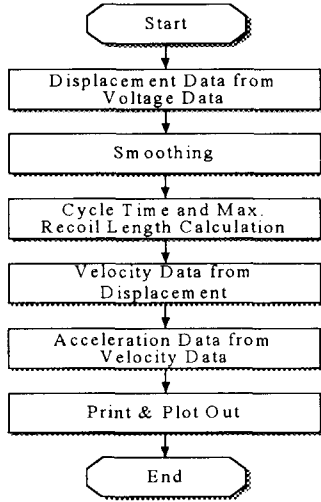 Start
Displacement Data from
Voltage Data
Smoothing
Cycle Time and Max.
Recoil Length Calculation
Velocity Data from
Displacement
Acceleration Data from
Velocity Data
Print & Plot Out
End